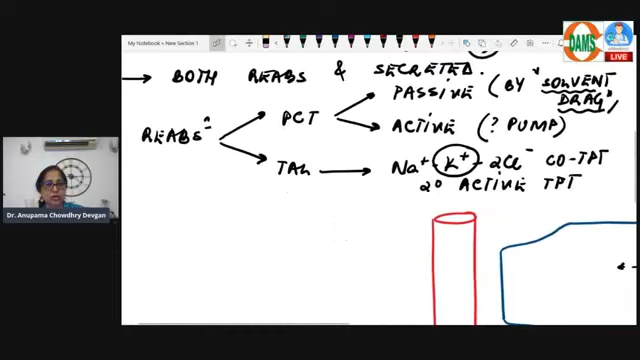 My Notebook » New Section 1
DAMS
LIVE
→ BOTH REABS & SECRETED.
PASSIVE (BY "SOLVENT DRAG")
REABSⁿ
PCT
ACTIVE (? PUMP)
TAL → Na⁺ - K⁺ - 2Cl⁻ CO-TPT
2° ACTIVE TPT
Dr. Anupama Chowdhry Devgan